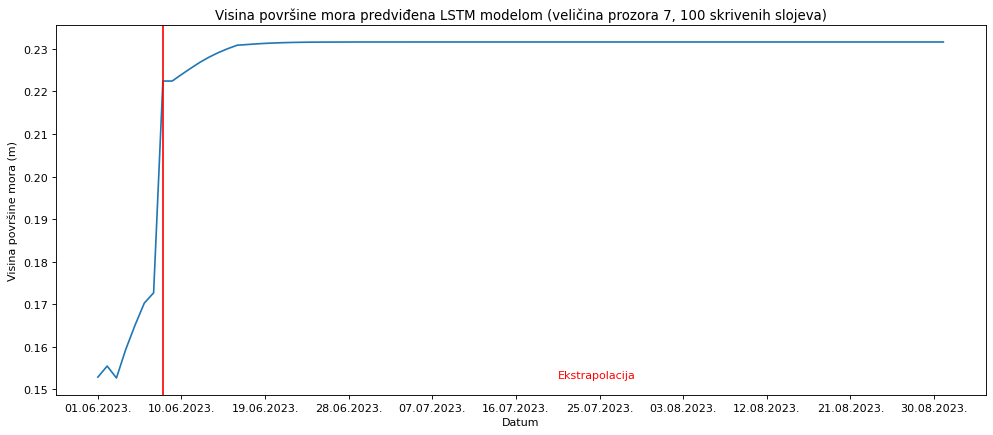 Visina površine mora predviđena LSTM modelom (veličina prozora 7, 100 skrivenih slojeva)
Visina površine mora (m)
0.23
0.22
0.21
0.20
0.19
0.18
0.17
0.16
0.15
Ekstrapolacija
01.06.2023. 10.06.2023. 19.06.2023. 28.06.2023. 07.07.2023. 16.07.2023. 25.07.2023. 03.08.2023. 12.08.2023. 21.08.2023. 30.08.2023.
Datum